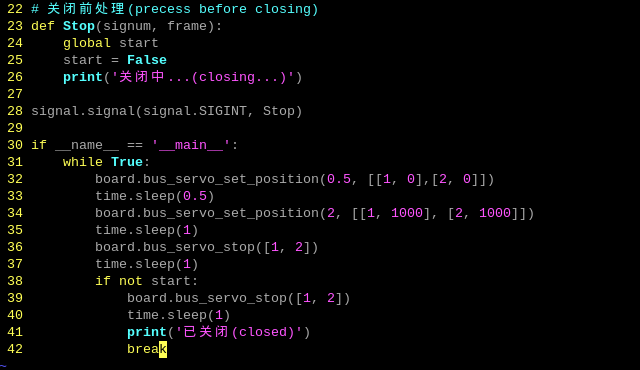 22 # 关闭前处理(precess before closing)
23 def Stop(signum, frame):
24     global start
25     start = False
26     print('关闭中...(closing...)')
27
28 signal.signal(signal.SIGINT, Stop)
29
30 if __name__ == '__main__':
31     while True:
32         board.bus_servo_set_position(0.5, [[1, 0],[2, 0]])
33         time.sleep(0.5)
34         board.bus_servo_set_position(2, [[1, 1000], [2, 1000]])
35         time.sleep(1)
36         board.bus_servo_stop([1, 2])
37         time.sleep(1)
38         if not start:
39             board.bus_servo_stop([1, 2])
40             time.sleep(1)
41             print('已关闭(closed)')
42             break
~